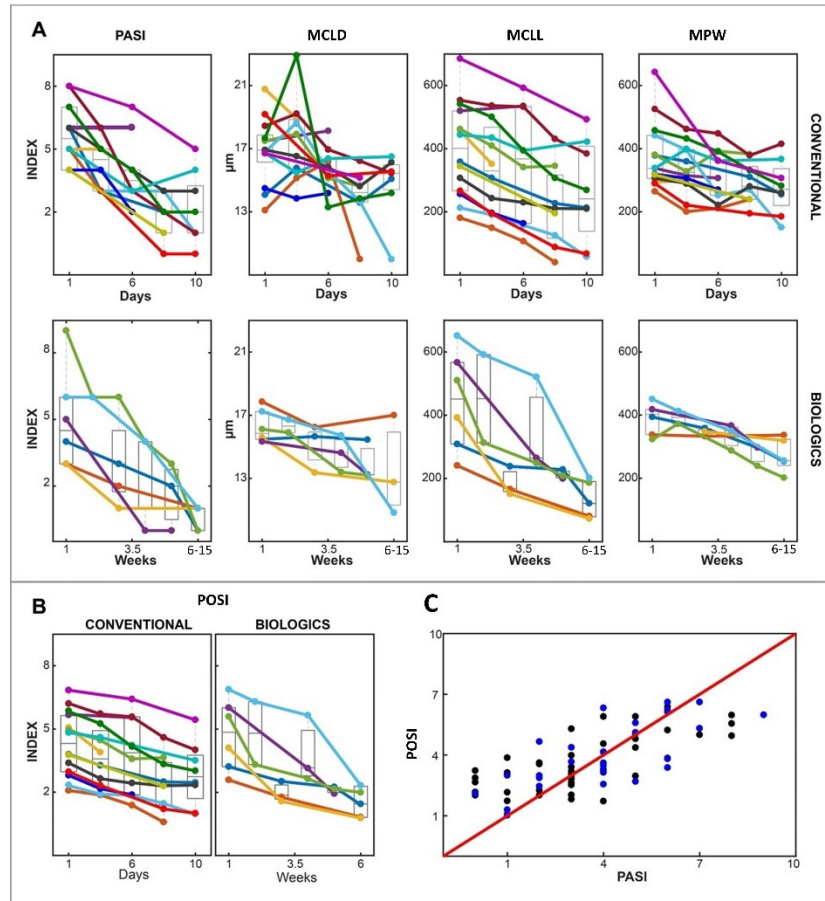 A
PASI MCLD MCLL MPW
8
5
2
INDEX
1 6 10
Days
21
17
13
µm
1 6 10
Days
600
400
200
1 6 10
Days
600
400
200
1 6 10
Days
CONVENTIONAL
8
5
2
INDEX
1 3.5 6-15
Weeks
21
17
13
µm
1 3.5 6-15
Weeks
600
400
200
1 3.5 6-15
Weeks
600
400
200
1 3.5 6-15
Weeks
BIOLOGICS
B
POSI
CONVENTIONAL BIOLOGICS
8
5
2
INDEX
1 6 10
Days
1 3.5 6
Weeks
C
10
7
4
1
POSI
1 4 7 10
PASI